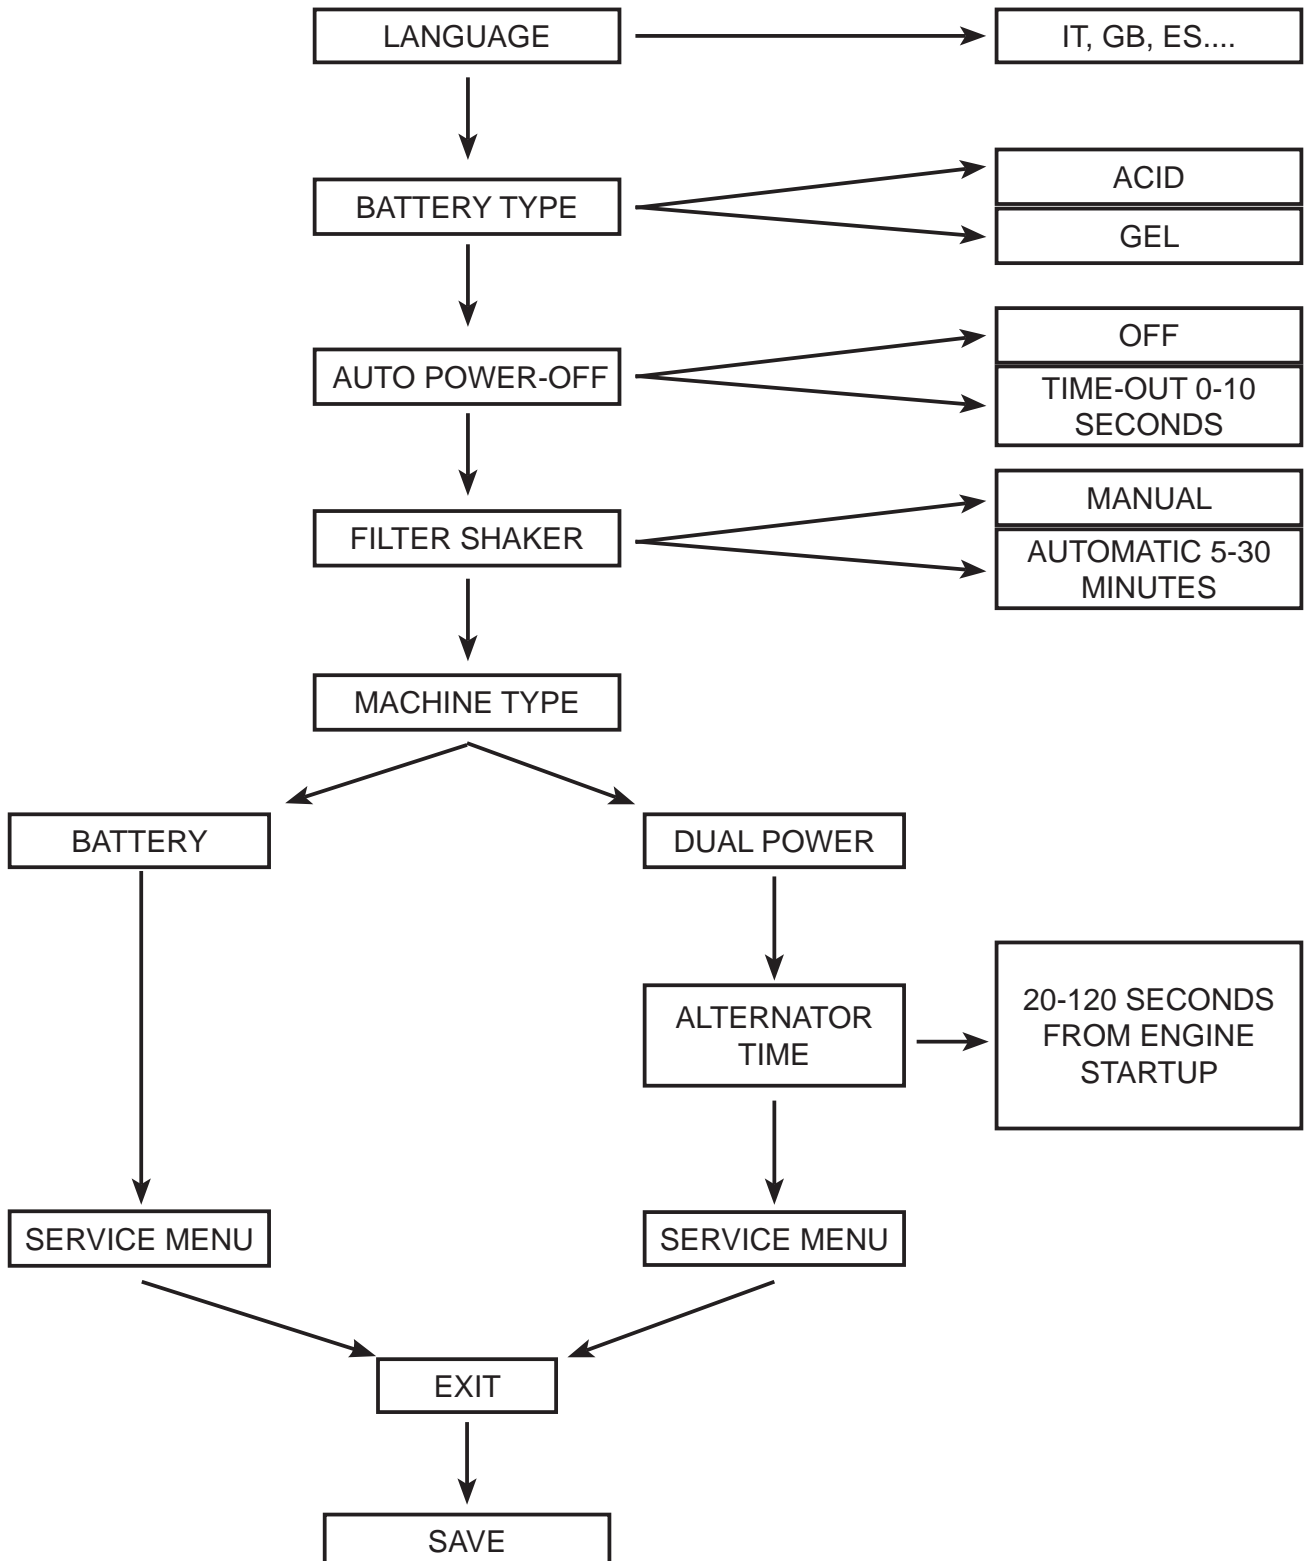 LANGUAGE
IT, GB, ES....
BATTERY TYPE
ACID
GEL
AUTO POWER-OFF
OFF
TIME-OUT 0-10
SECONDS
FILTER SHAKER
MANUAL
AUTOMATIC 5-30
MINUTES
MACHINE TYPE
BATTERY
DUAL POWER
ALTERNATOR
TIME
20-120 SECONDS
FROM ENGINE
STARTUP
SERVICE MENU
SERVICE MENU
EXIT
SAVE